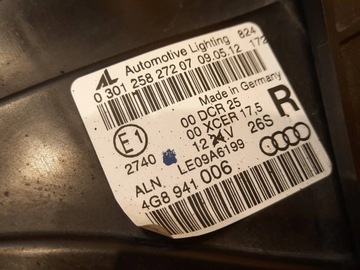 AL Automotive Lighting 824
0 301 258 272 07 09.05.12 172
Made in Germany
00 DCR 25
00 XCER 17,5
12 V 26S
R
E1
2740
LE09A6199
ALN.
4G8 941 006